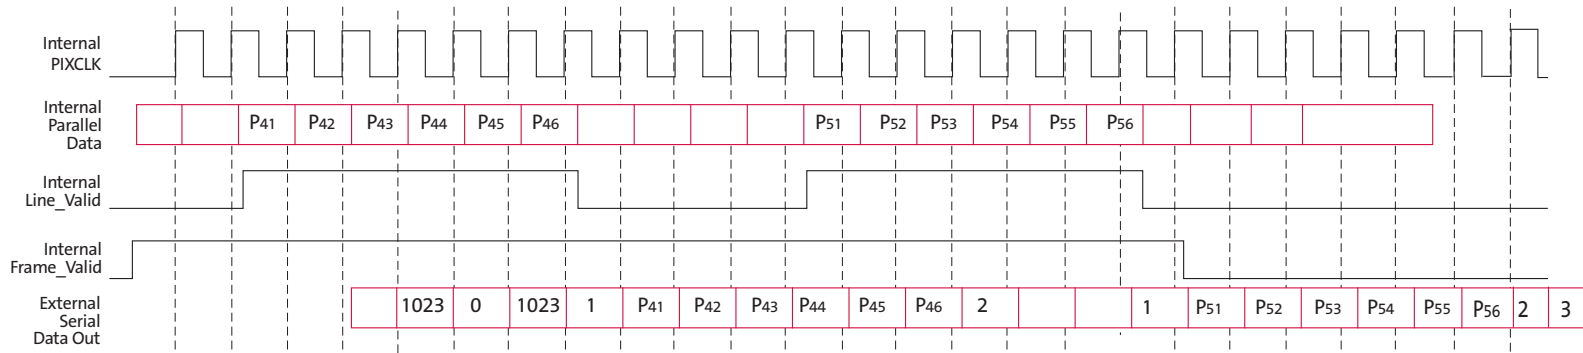 Internal
PIXCLK
Internal
Parallel
Data
P41 P42 P43 P44 P45 P46 P51 P52 P53 P54 P55 P56
Internal
Line_Valid
Internal
Frame_Valid
External
Serial
Data Out
1023 0 1023 1 P41 P42 P43 P44 P45 P46 2 1 P51 P52 P53 P54 P55 P56 2 3